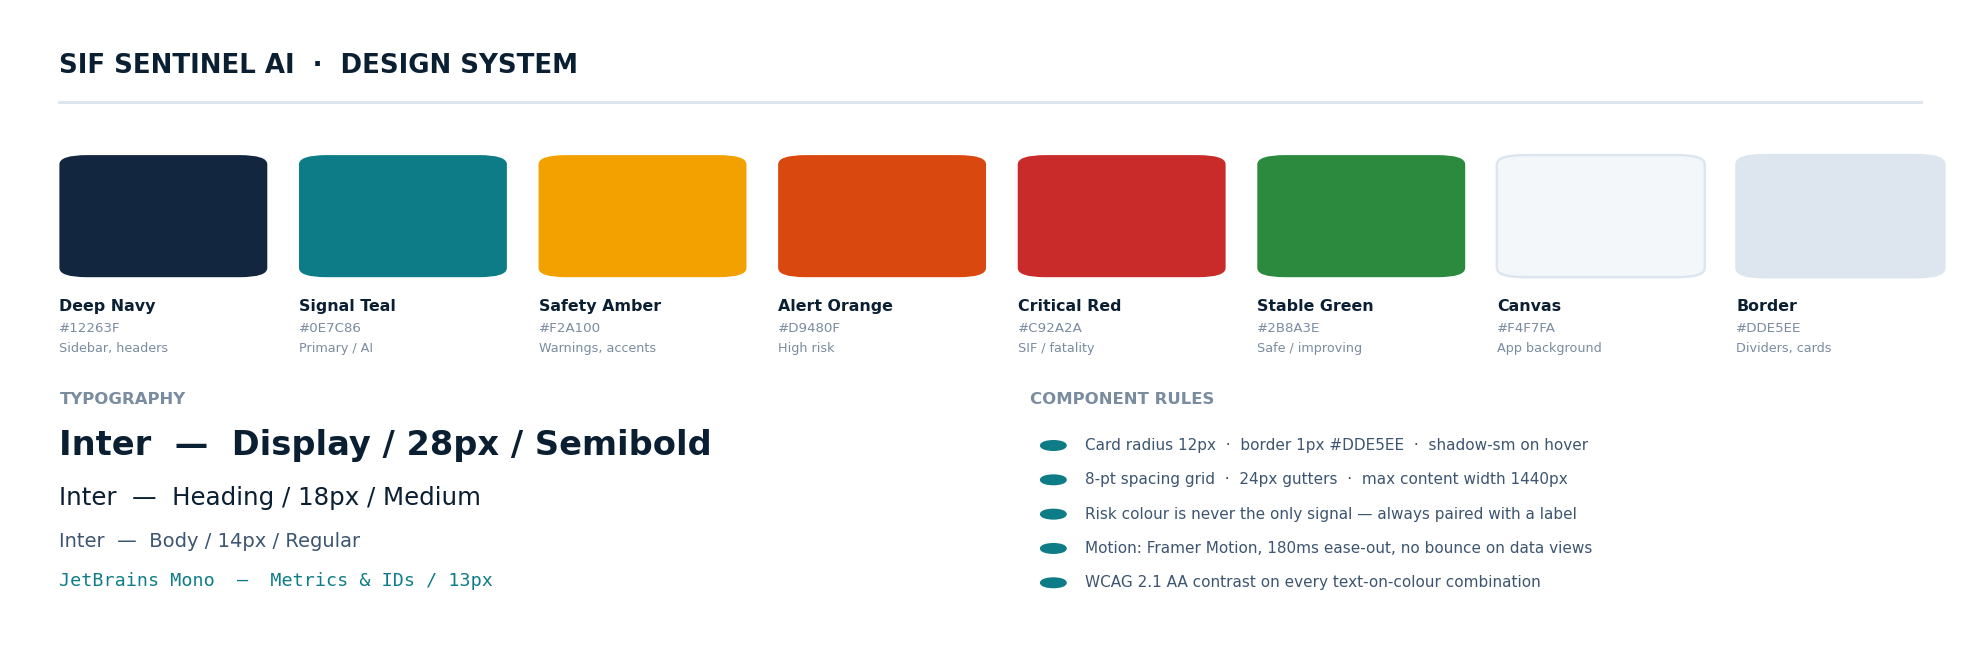 SIF SENTINEL AI · DESIGN SYSTEM
Deep Navy
#12263F
Sidebar, headers
Signal Teal
#0E7C86
Primary / AI
Safety Amber
#F2A100
Warnings, accents
Alert Orange
#D9480F
High risk
Critical Red
#C92A2A
SIF / fatality
Stable Green
#2B8A3E
Safe / improving
Canvas
#F4F7FA
App background
Border
#DDE5EE
Dividers, cards
TYPOGRAPHY
Inter — Display / 28px / Semibold
Inter — Heading / 18px / Medium
Inter — Body / 14px / Regular
JetBrains Mono — Metrics & IDs / 13px
COMPONENT RULES
Card radius 12px · border 1px #DDE5EE · shadow-sm on hover
8-pt spacing grid · 24px gutters · max content width 1440px
Risk colour is never the only signal — always paired with a label
Motion: Framer Motion, 180ms ease-out, no bounce on data views
WCAG 2.1 AA contrast on every text-on-colour combination